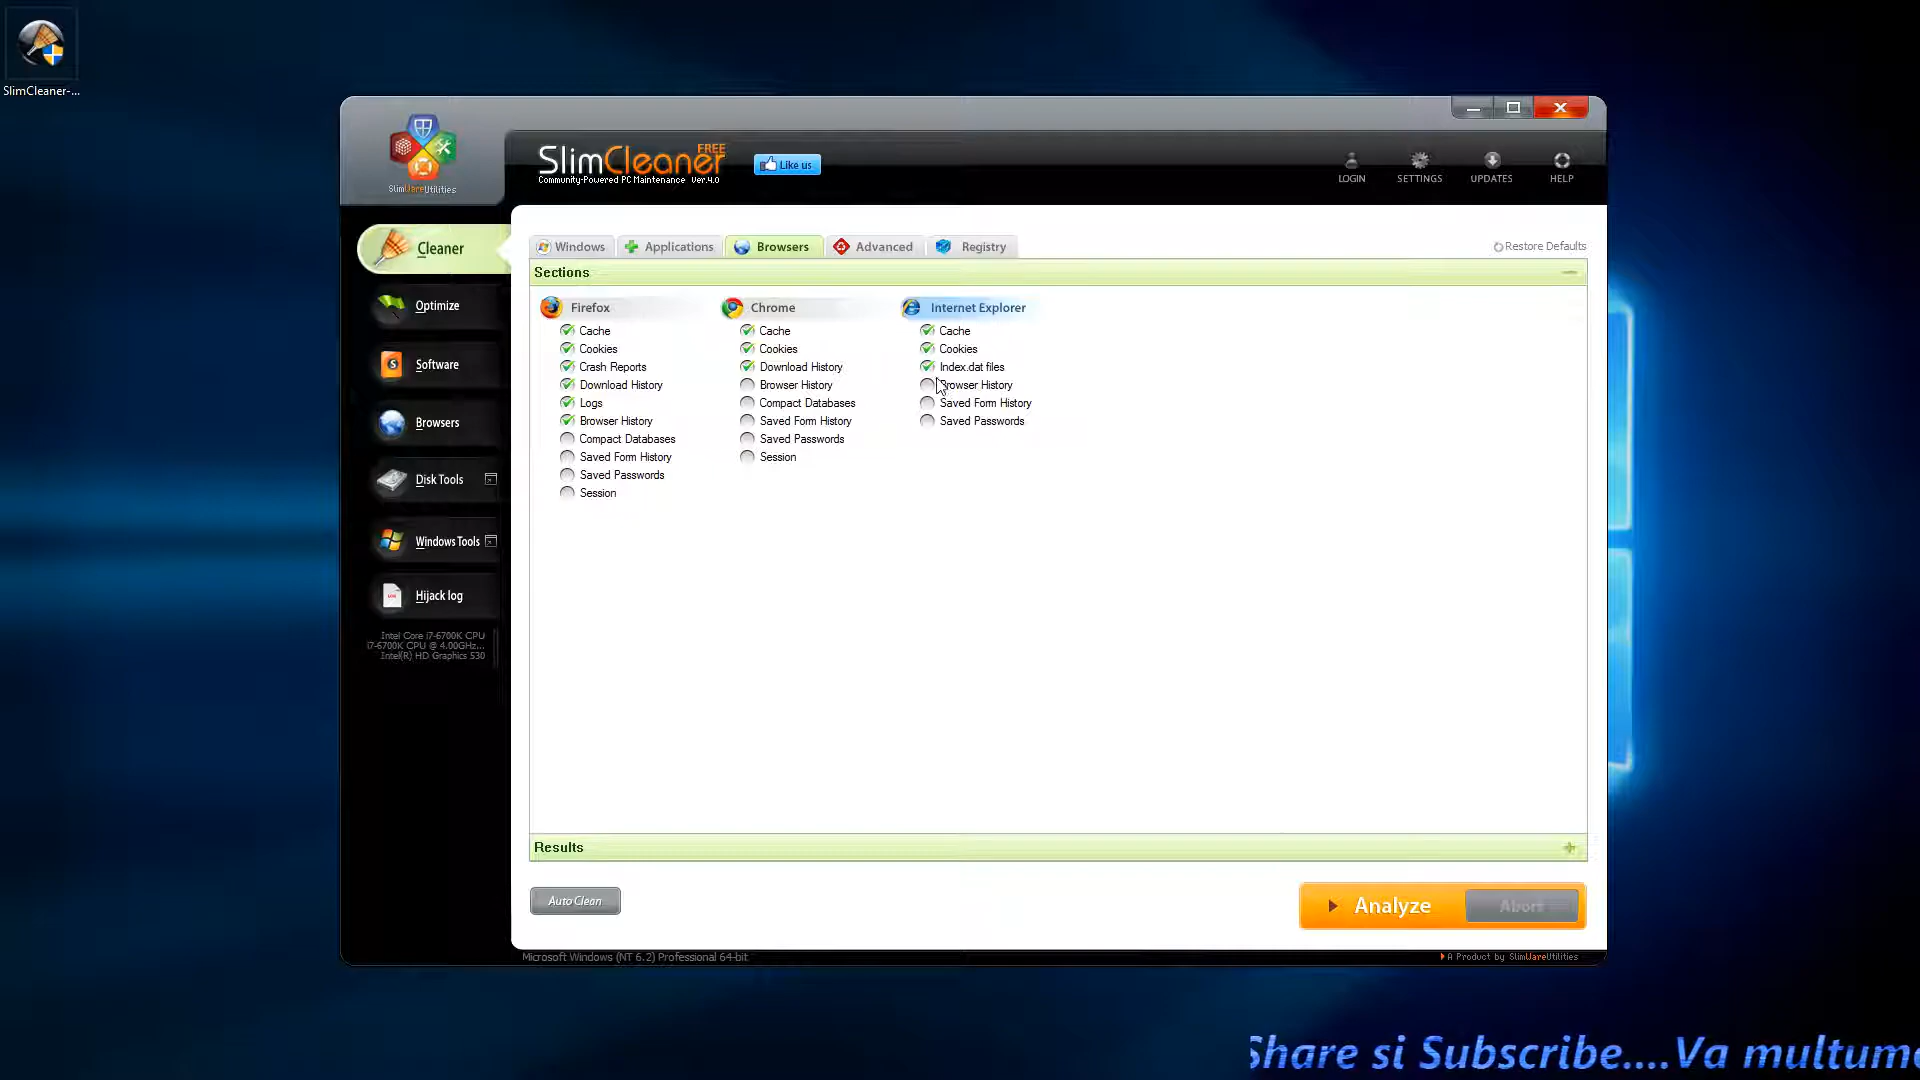 SlimCleaner-...
SlimWareUtilities
SlimCleaner FREE
Community-Powered PC Maintenance Ver.4.0
Like us
LOGIN
SETTINGS
UPDATES
HELP
Cleaner
Optimize
Software
Browsers
Disk Tools
Windows Tools
Hijack log
Intel Core i7-6700K CPU
i7-6700K CPU @ 4.00GHz...
Intel(R) HD Graphics 530
Windows
Applications
Browsers
Advanced
Registry
Restore Defaults
Sections
Firefox
Cache
Cookies
Crash Reports
Download History
Logs
Browser History
Compact Databases
Saved Form History
Saved Passwords
Session
Chrome
Cache
Cookies
Download History
Browser History
Compact Databases
Saved Form History
Saved Passwords
Session
Internet Explorer
Cache
Cookies
Index.dat files
Browser History
Saved Form History
Saved Passwords
Results
Auto Clean
Analyze
Abort
Microsoft Windows (NT 6.2) Professional 64-bit
A Product by SlimWareUtilities
Share si Subscribe....Va multume